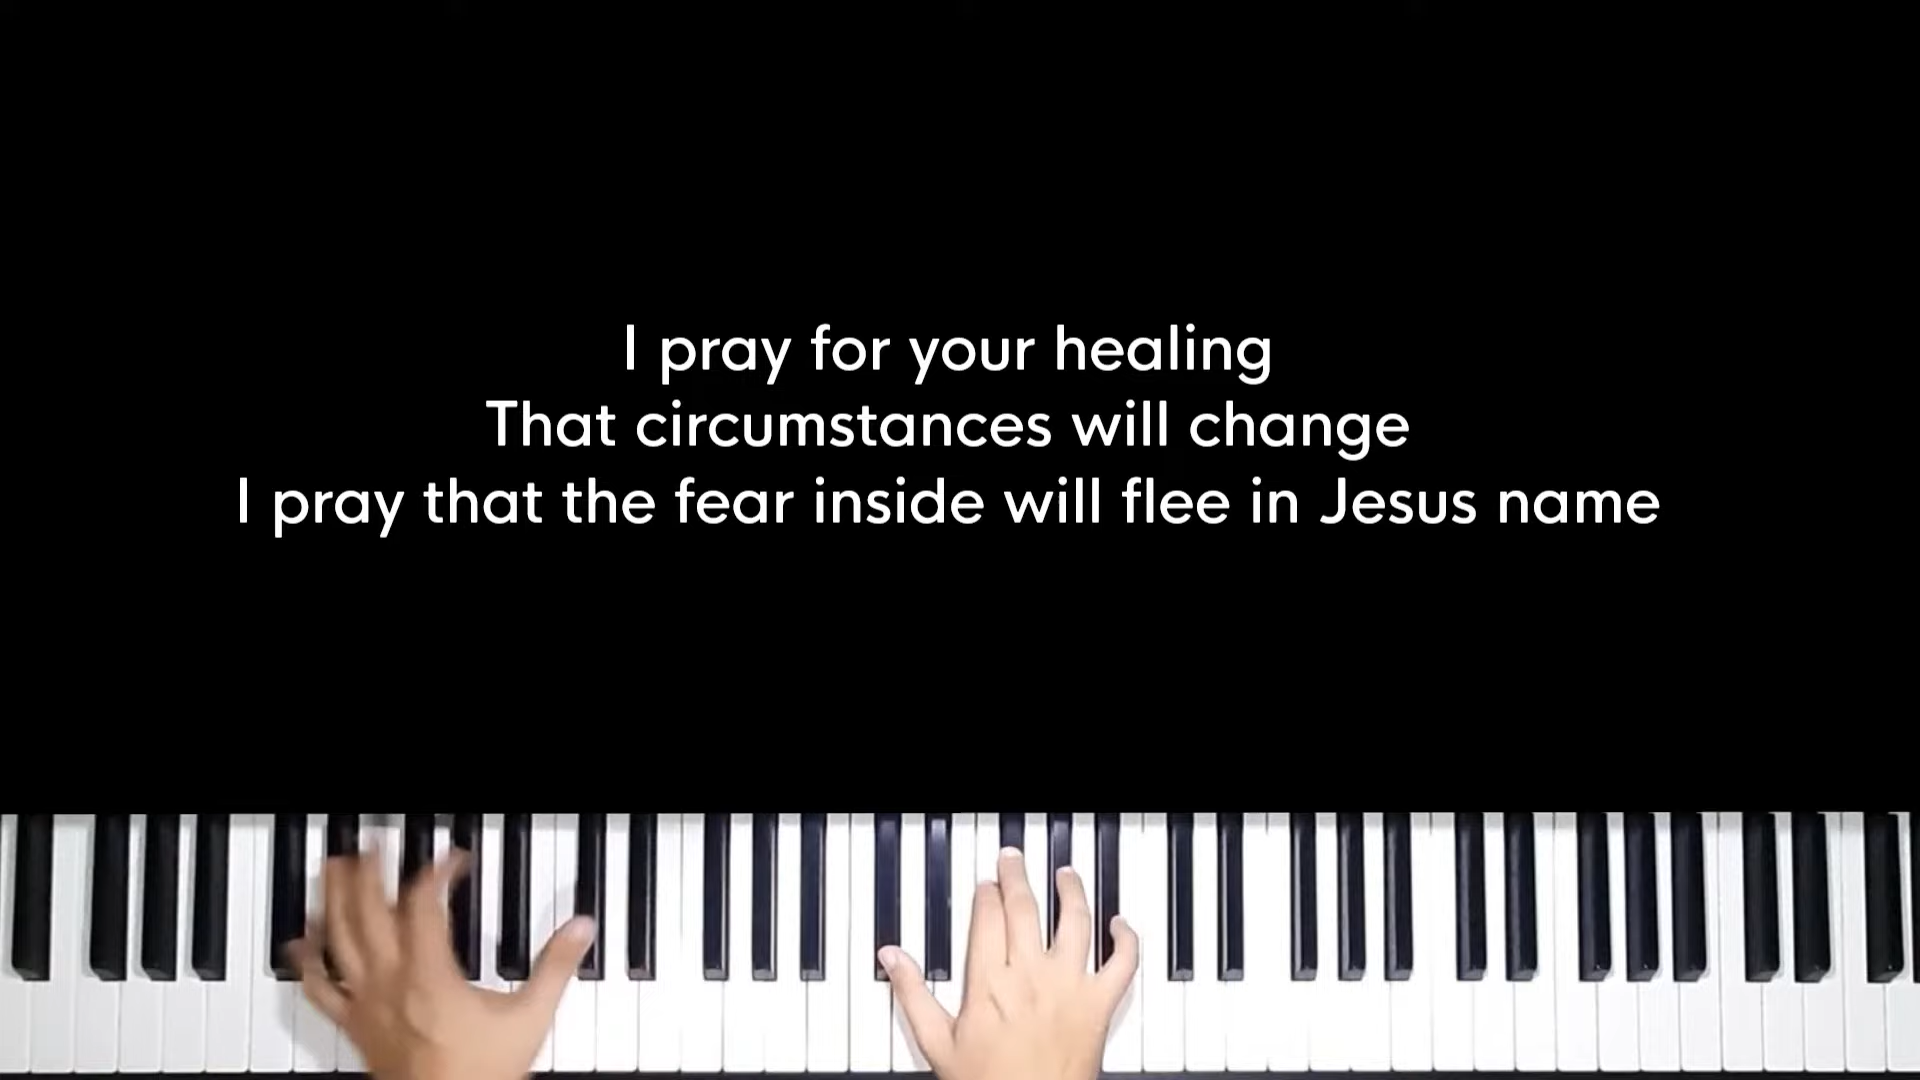 I pray for your healing
That circumstances will change
I pray that the fear inside will flee in Jesus name